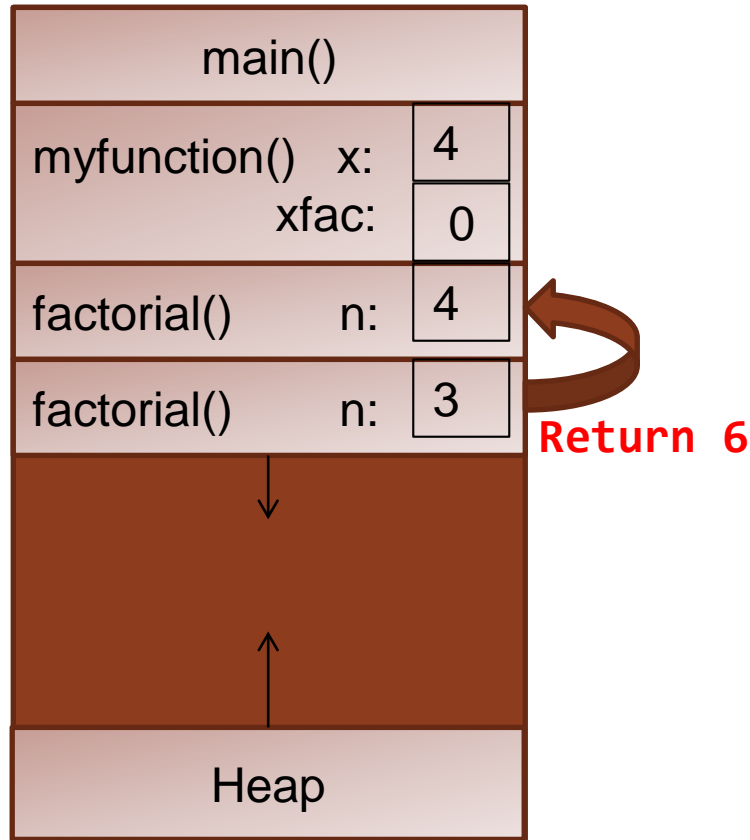 main()
myfunction() x: 4
xfac: 0
factorial() n: 4
factorial() n: 3
Return 6
Heap